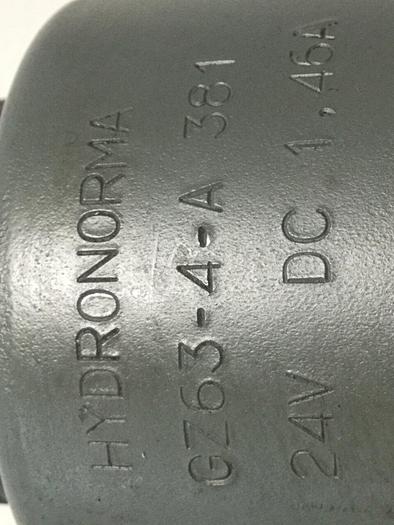 HYDRONORMA
GZ63-4-A 381
24V DC 1,46A